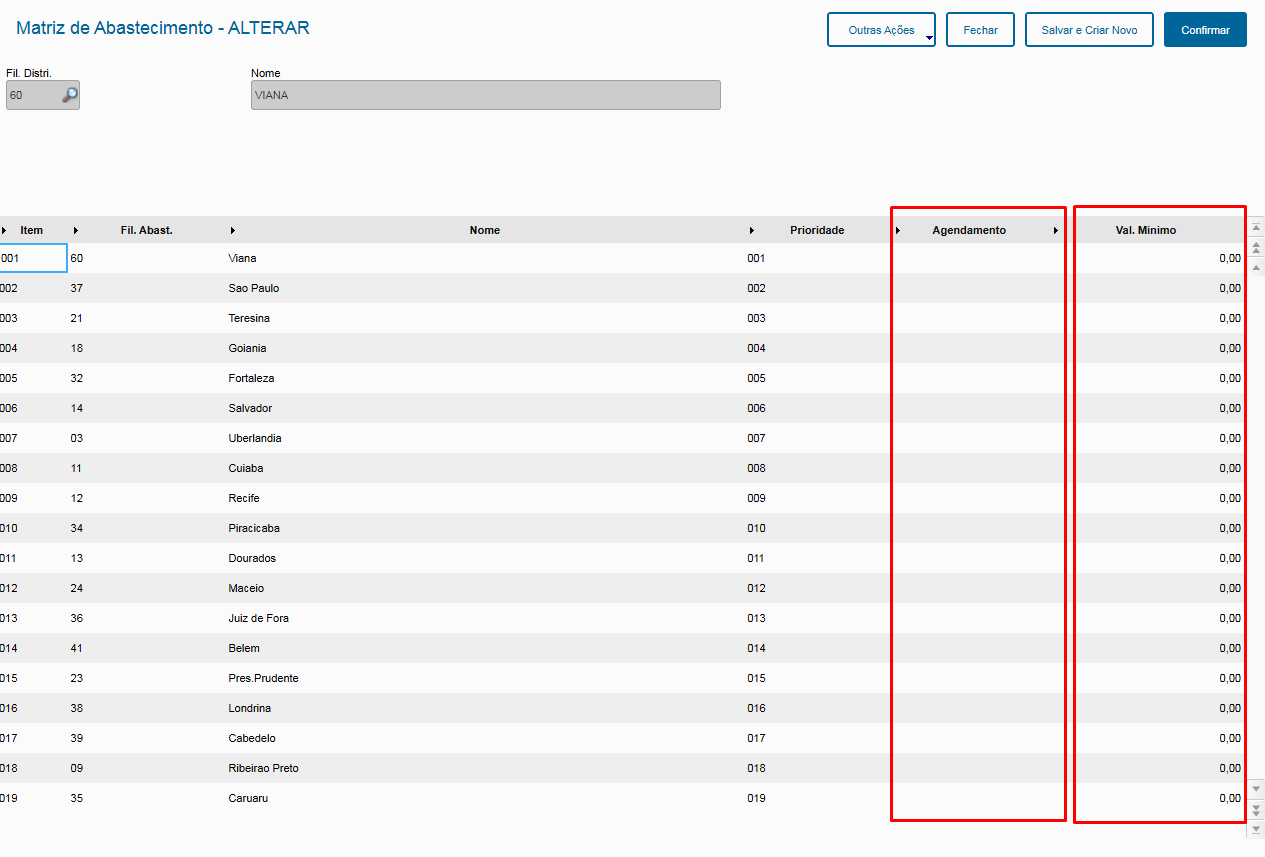 Matriz de Abastecimento - ALTERAR
Outras Ações Fechar Salvar e Criar Novo Confirmar
Fil. Distri. Nome
60 VIANA
Item Fil. Abast. Nome Prioridade Agendamento Val. Minimo
001 60 Viana 001 0,00
002 37 Sao Paulo 002 0,00
003 21 Teresina 003 0,00
004 18 Goiania 004 0,00
005 32 Fortaleza 005 0,00
006 14 Salvador 006 0,00
007 03 Uberlandia 007 0,00
008 11 Cuiaba 008 0,00
009 12 Recife 009 0,00
010 34 Piracicaba 010 0,00
011 13 Dourados 011 0,00
012 24 Maceio 012 0,00
013 36 Juiz de Fora 013 0,00
014 41 Belem 014 0,00
015 23 Pres.Prudente 015 0,00
016 38 Londrina 016 0,00
017 39 Cabedelo 017 0,00
018 09 Ribeirao Preto 018 0,00
019 35 Caruaru 019 0,00